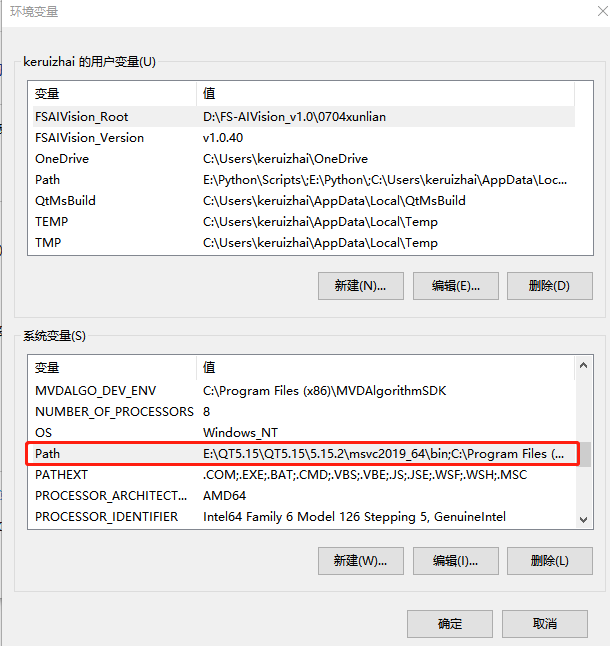 环境变量
keruizhai 的用户变量(U)
变量 值
FSAIVision_Root D:\FS-AIVision_v1.0\0704xunlian
FSAIVision_Version v1.0.40
OneDrive C:\Users\keruizhai\OneDrive
Path E:\Python\Scripts\;E:\Python\;C:\Users\keruizhai\AppData\Loc...
QtMsBuild C:\Users\keruizhai\AppData\Local\QtMsBuild
TEMP C:\Users\keruizhai\AppData\Local\Temp
TMP C:\Users\keruizhai\AppData\Local\Temp
新建(N)... 编辑(E)... 删除(D)
系统变量(S)
变量 值
MVDALGO_DEV_ENV C:\Program Files (x86)\MVDAlgorithmSDK
NUMBER_OF_PROCESSORS 8
OS Windows_NT
Path E:\QT5.15\QT5.15\5.15.2\msvc2019_64\bin;C:\Program Files (...
PATHEXT .COM;.EXE;.BAT;.CMD;.VBS;.VBE;.JS;.JSE;.WSF;.WSH;.MSC
PROCESSOR_ARCHITECT... AMD64
PROCESSOR_IDENTIFIER Intel64 Family 6 Model 126 Stepping 5, GenuineIntel
新建(W)... 编辑(I)... 删除(L)
确定 取消